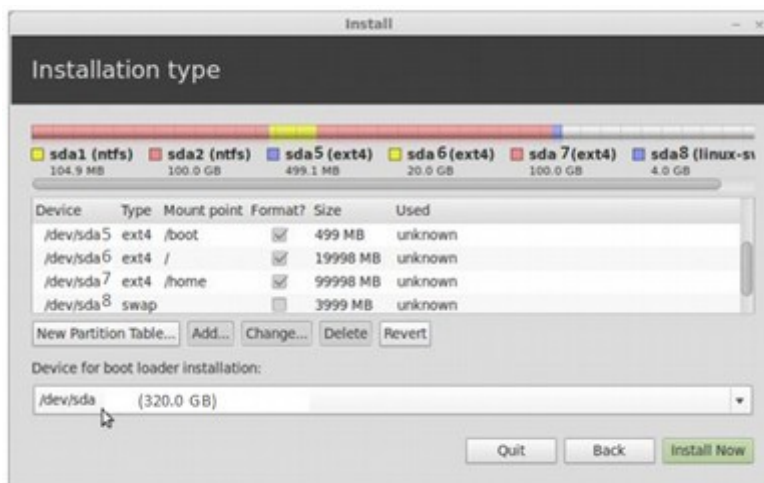 Install
Installation type
sda1 (ntfs) sda2 (ntfs) sda5 (ext4) sda6(ext4) sda 7(ext4) sda8 (linux-sw
104.9 MB 100.0 GB 499.1 MB 20.0 GB 100.0 GB 4.0 GB
Device Type Mount point Format? Size Used
/dev/sda5 ext4 /boot 499 MB unknown
/dev/sda6 ext4 / 19998 MB unknown
/dev/sda7 ext4 /home 99998 MB unknown
/dev/sda8 swap 3999 MB unknown
New Partition Table... Add... Change... Delete Revert
Device for boot loader installation:
/dev/sda (320.0 GB)
Quit Back Install Now